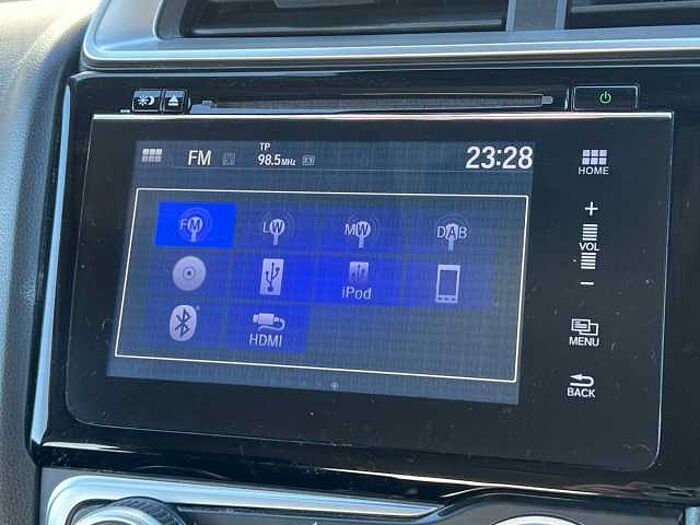 FM
TP
98.5MHz
23:28
HOME
FM
LW
MW
DAB
+
VOL
−
iPod
HDMI
MENU
BACK